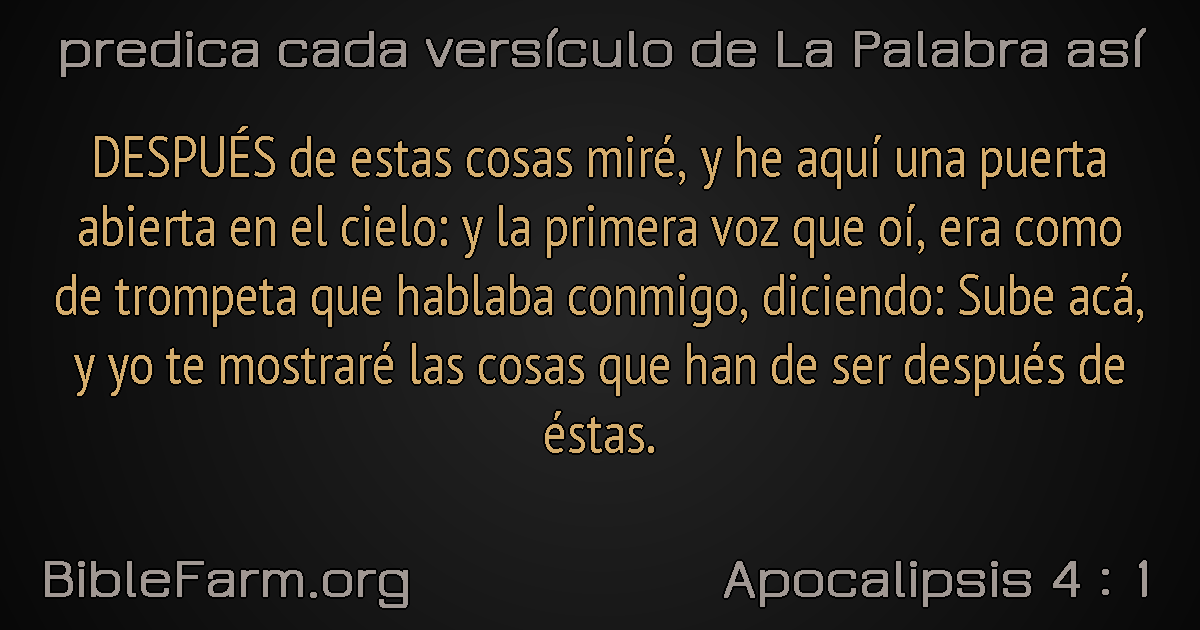 predica cada versículo de La Palabra así
DESPUÉS de estas cosas miré, y he aquí una puerta
abierta en el cielo: y la primera voz que oí, era como
de trompeta que hablaba conmigo, diciendo: Sube acá,
y yo te mostraré las cosas que han de ser después de
éstas.
BibleFarm.org
Apocalipsis 4 : 1